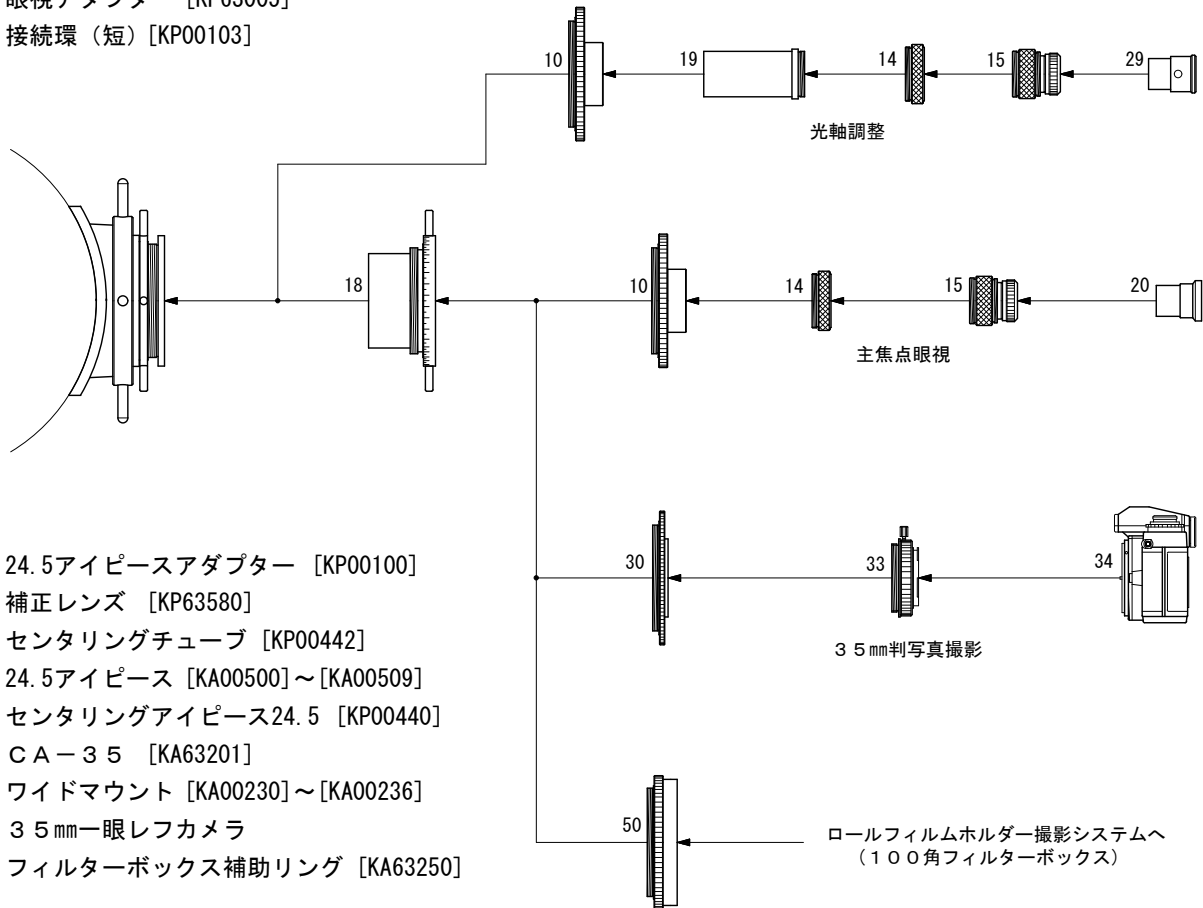 眼視アダプター [KP63005]
接続環（短）[KP00103]
10
19
14
15
29
光軸調整
18
10
14
15
20
主焦点眼視
30
33
34
３５㎜判写真撮影
24.5アイピースアダプター [KP00100]
補正レンズ [KP63580]
センタリングチューブ [KP00442]
24.5アイピース [KA00500]～[KA00509]
センタリングアイピース24.5 [KP00440]
ＣＡ－３５ [KA63201]
ワイドマウント [KA00230]～[KA00236]
３５㎜一眼レフカメラ
フィルターボックス補助リング [KA63250]
50
ロールフィルムホルダー撮影システムへ
（１００角フィルターボックス）